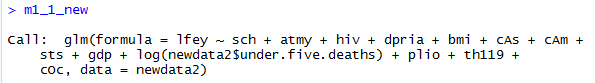 > m1_1_new
Call:  glm(formula = lfey ~ sch + atmy + hiv + dpria + bmi + cAs + cAm +
    sts + gdp + log(newdata2$under.five.deaths) + plio + th119 +
    cOc, data = newdata2)